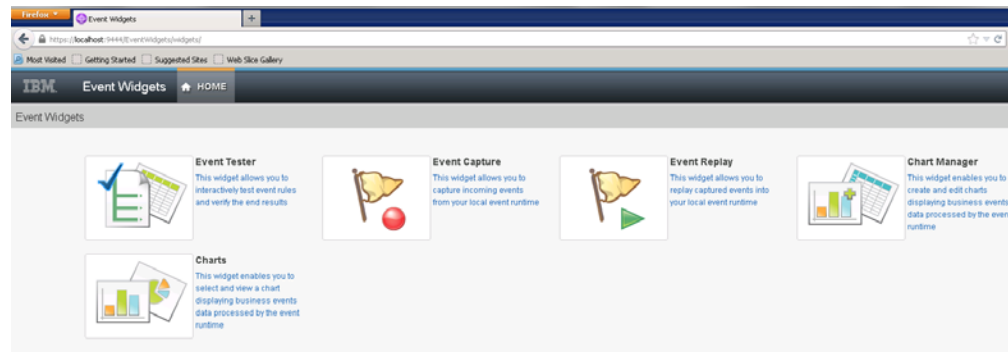 Firefox
Event Widgets
https://localhost:9444/EventWidgets/widgets/
Most Visited Getting Started Suggested Sites Web Slice Gallery
IBM. Event Widgets HOME
Event Widgets
Event Tester
This widget allows you to
interactively test event rules
and verify the end results
Event Capture
This widget allows you to
capture incoming events
from your local event runtime
Event Replay
This widget allows you to
replay captured events into
your local event runtime
Chart Manager
This widget enables you to
create and edit charts
displaying business events
data processed by the even
runtime
Charts
This widget enables you to
select and view a chart
displaying business events
data processed by the event
runtime